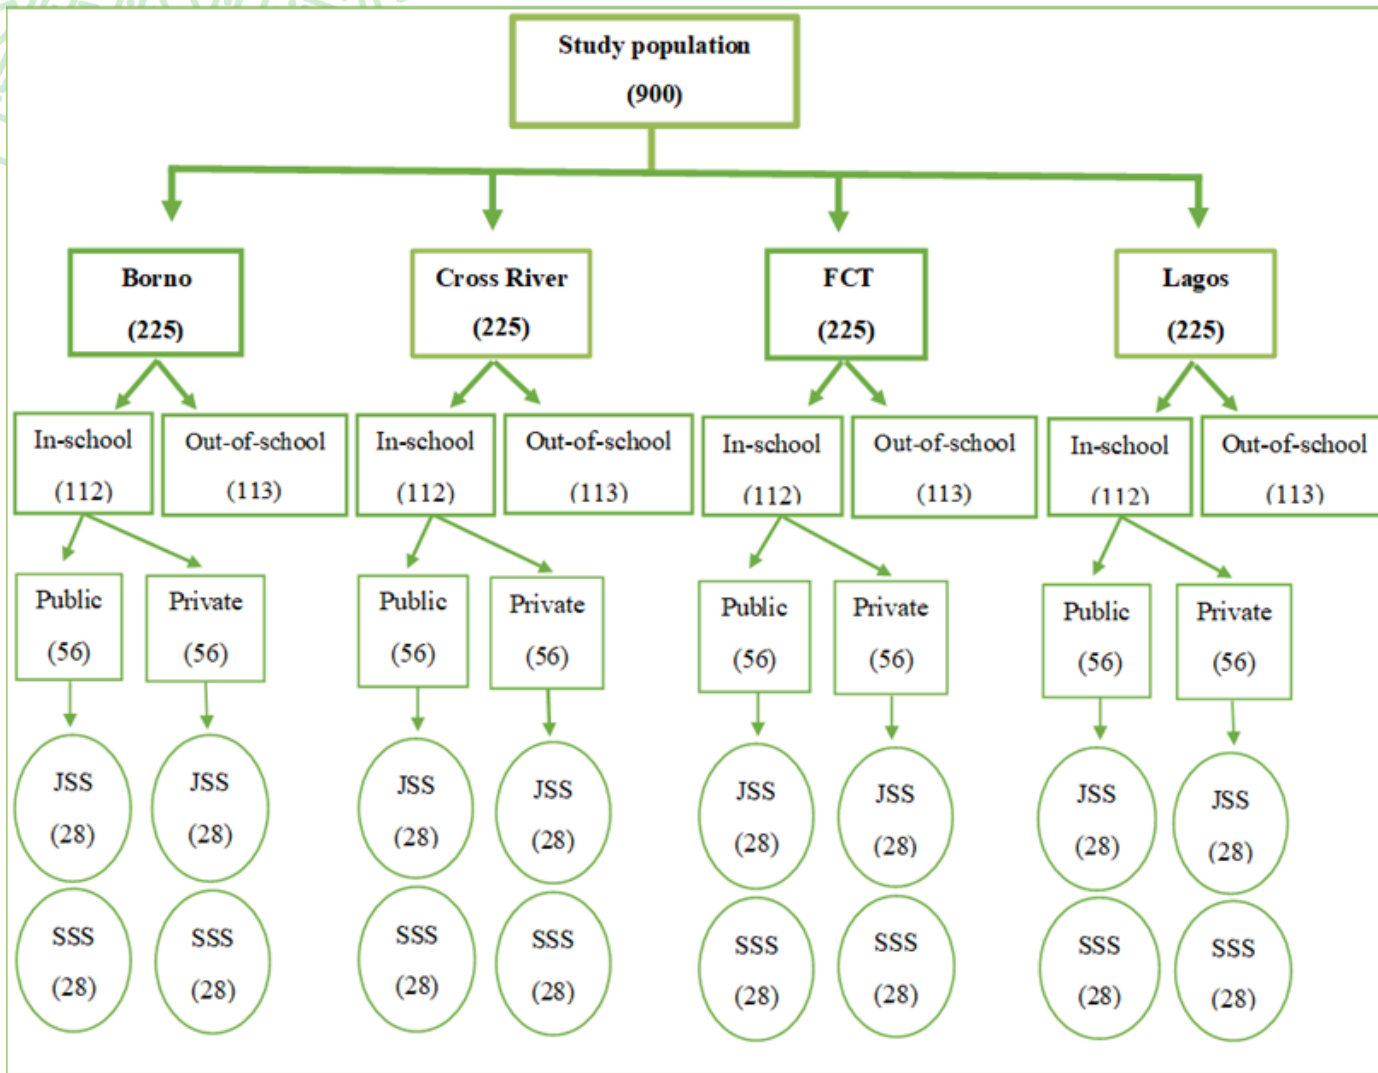 Study population
(900)
Borno
(225)
Cross River
(225)
FCT
(225)
Lagos
(225)
In-school
(112)
Out-of-school
(113)
In-school
(112)
Out-of-school
(113)
In-school
(112)
Out-of-school
(113)
In-school
(112)
Out-of-school
(113)
Public
(56)
Private
(56)
Public
(56)
Private
(56)
Public
(56)
Private
(56)
Public
(56)
Private
(56)
JSS
(28)
JSS
(28)
JSS
(28)
JSS
(28)
JSS
(28)
JSS
(28)
JSS
(28)
JSS
(28)
SSS
(28)
SSS
(28)
SSS
(28)
SSS
(28)
SSS
(28)
SSS
(28)
SSS
(28)
SSS
(28)